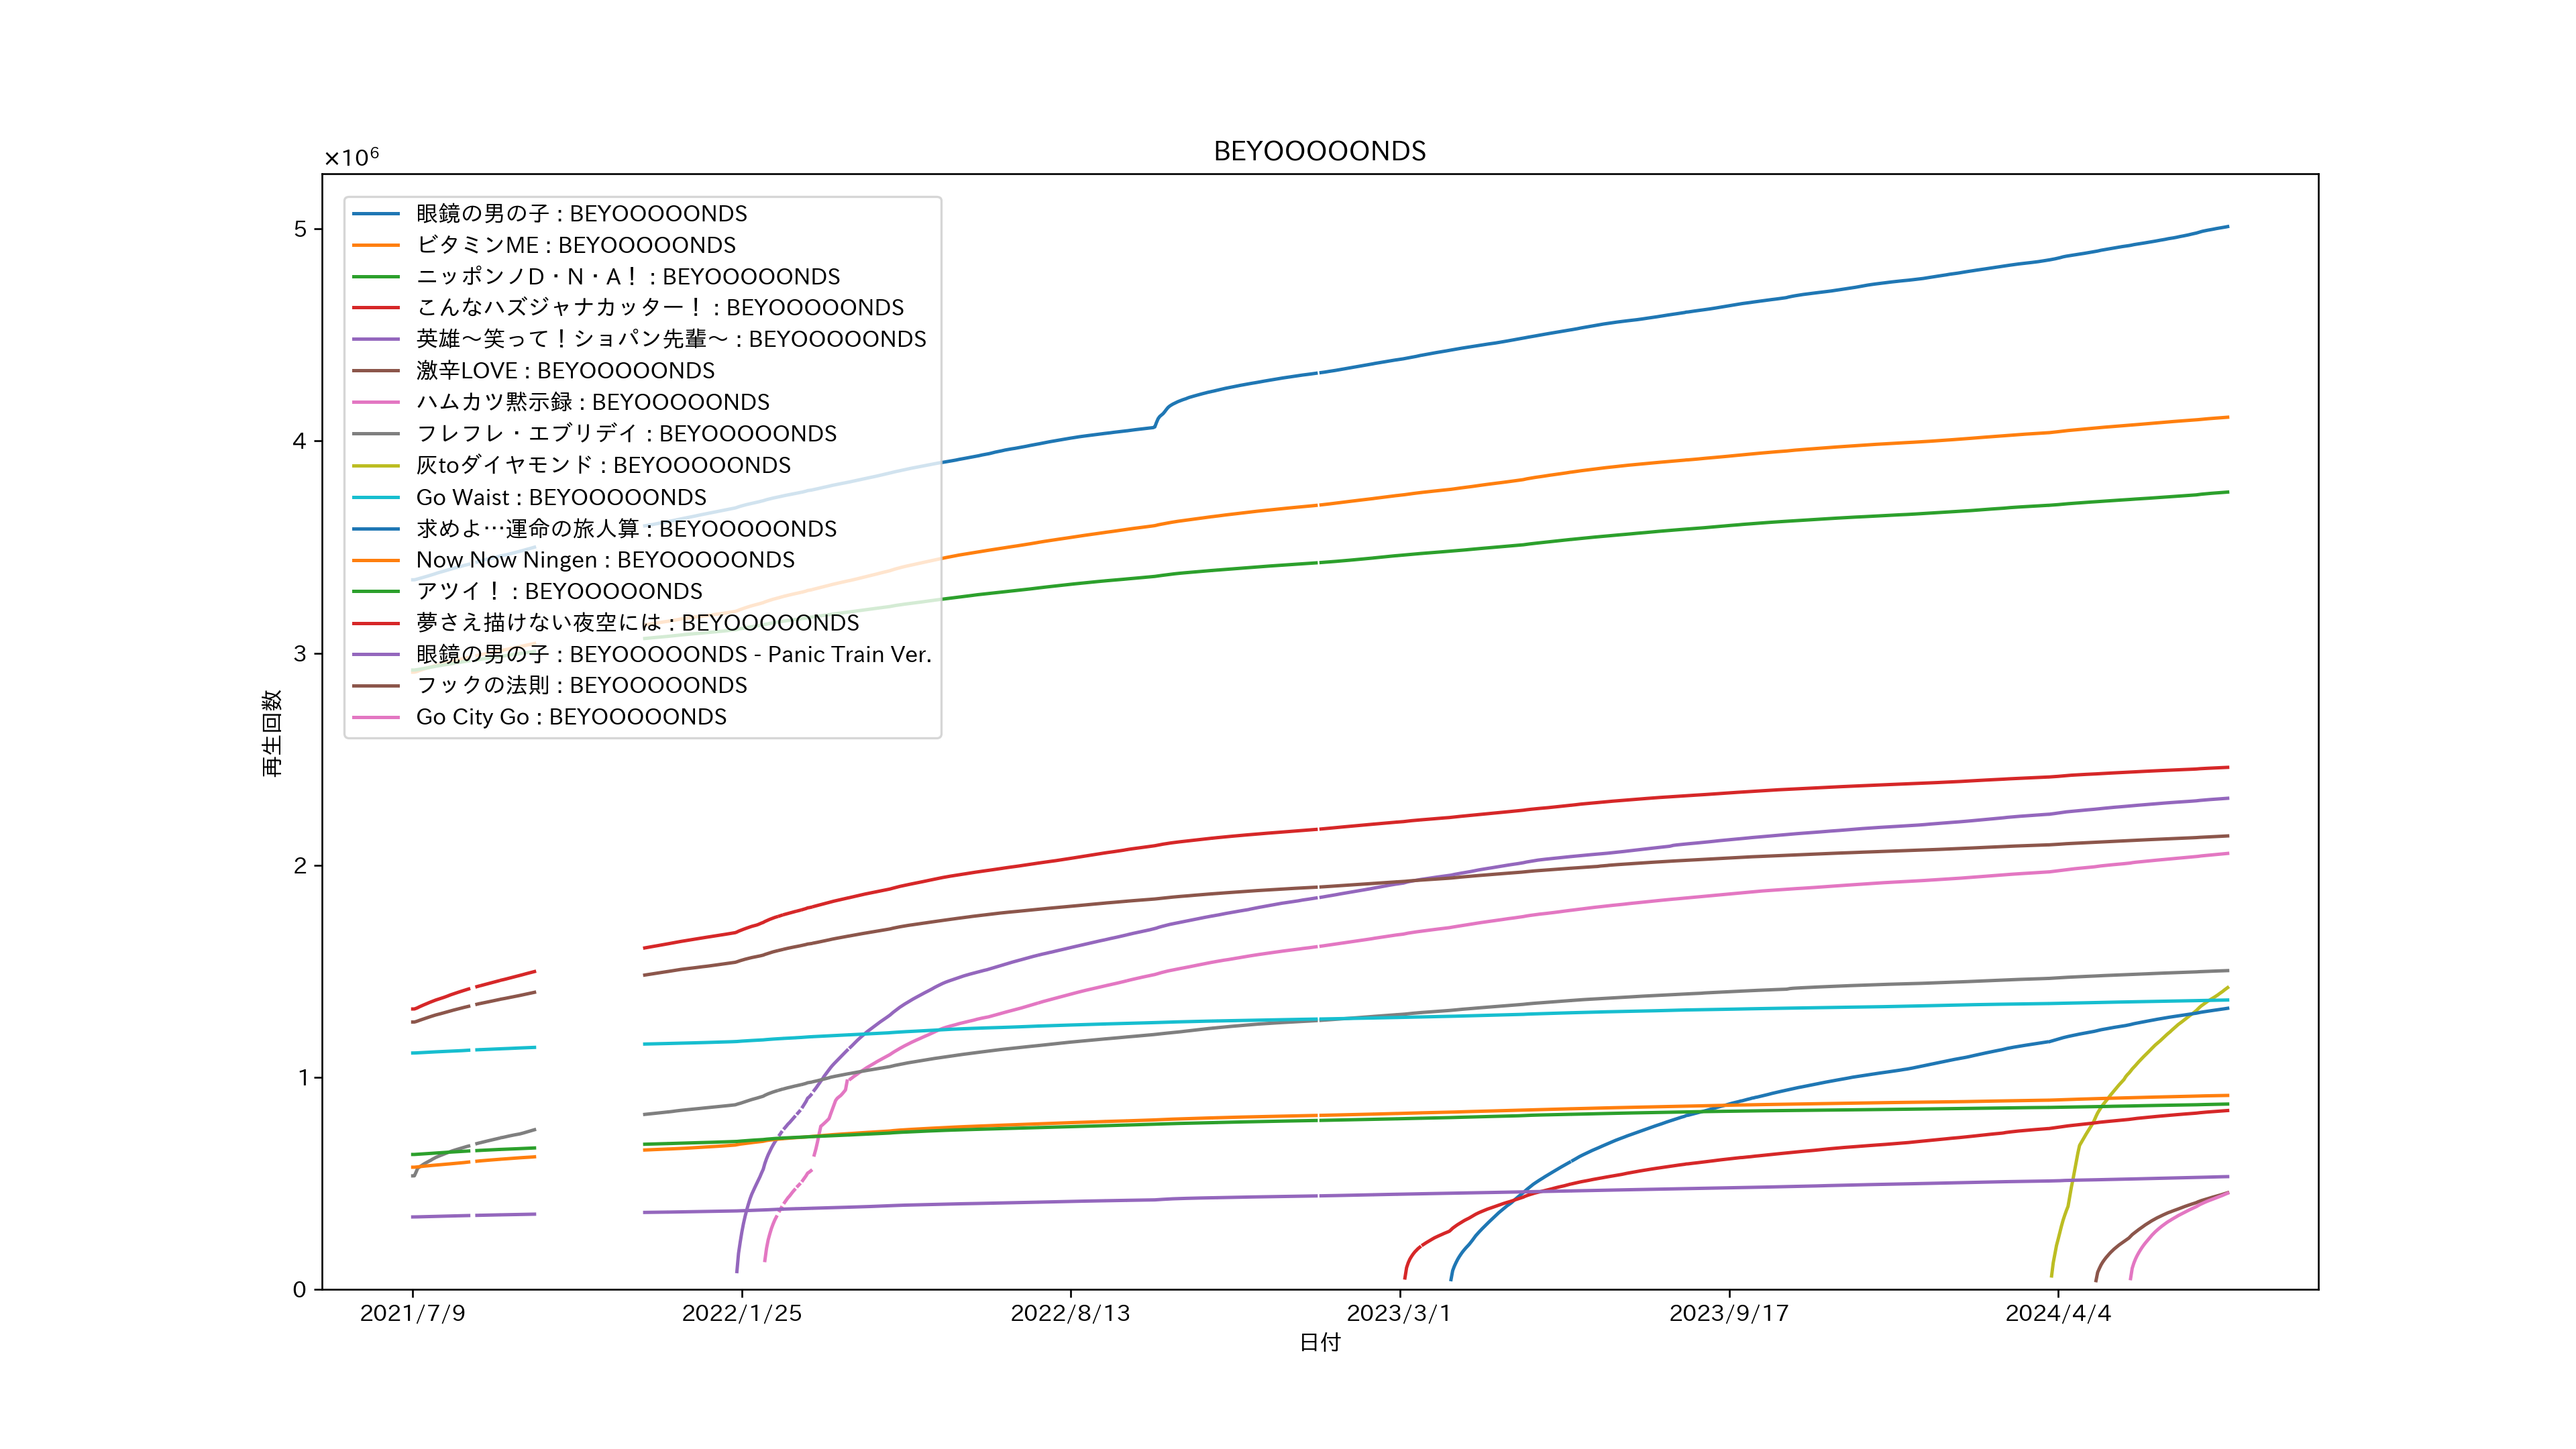 BEYOOOOONDS
×10⁶
眼鏡の男の子 : BEYOOOOONDS
ビタミンME : BEYOOOOONDS
ニッポンノD・N・A！ : BEYOOOOONDS
こんなハズジャナカッター！ : BEYOOOOONDS
英雄～笑って！ショパン先輩～ : BEYOOOOONDS
激辛LOVE : BEYOOOOONDS
ハムカツ黙示録 : BEYOOOOONDS
フレフレ・エブリデイ : BEYOOOOONDS
灰toダイヤモンド : BEYOOOOONDS
Go Waist : BEYOOOOONDS
求めよ…運命の旅人算 : BEYOOOOONDS
Now Now Ningen : BEYOOOOONDS
アツイ！ : BEYOOOOONDS
夢さえ描けない夜空には : BEYOOOOONDS
眼鏡の男の子 : BEYOOOOONDS - Panic Train Ver.
フックの法則 : BEYOOOOONDS
Go City Go : BEYOOOOONDS
5
4
3
2
1
0
再生回数
2021/7/9
2022/1/25
2022/8/13
2023/3/1
2023/9/17
2024/4/4
日付